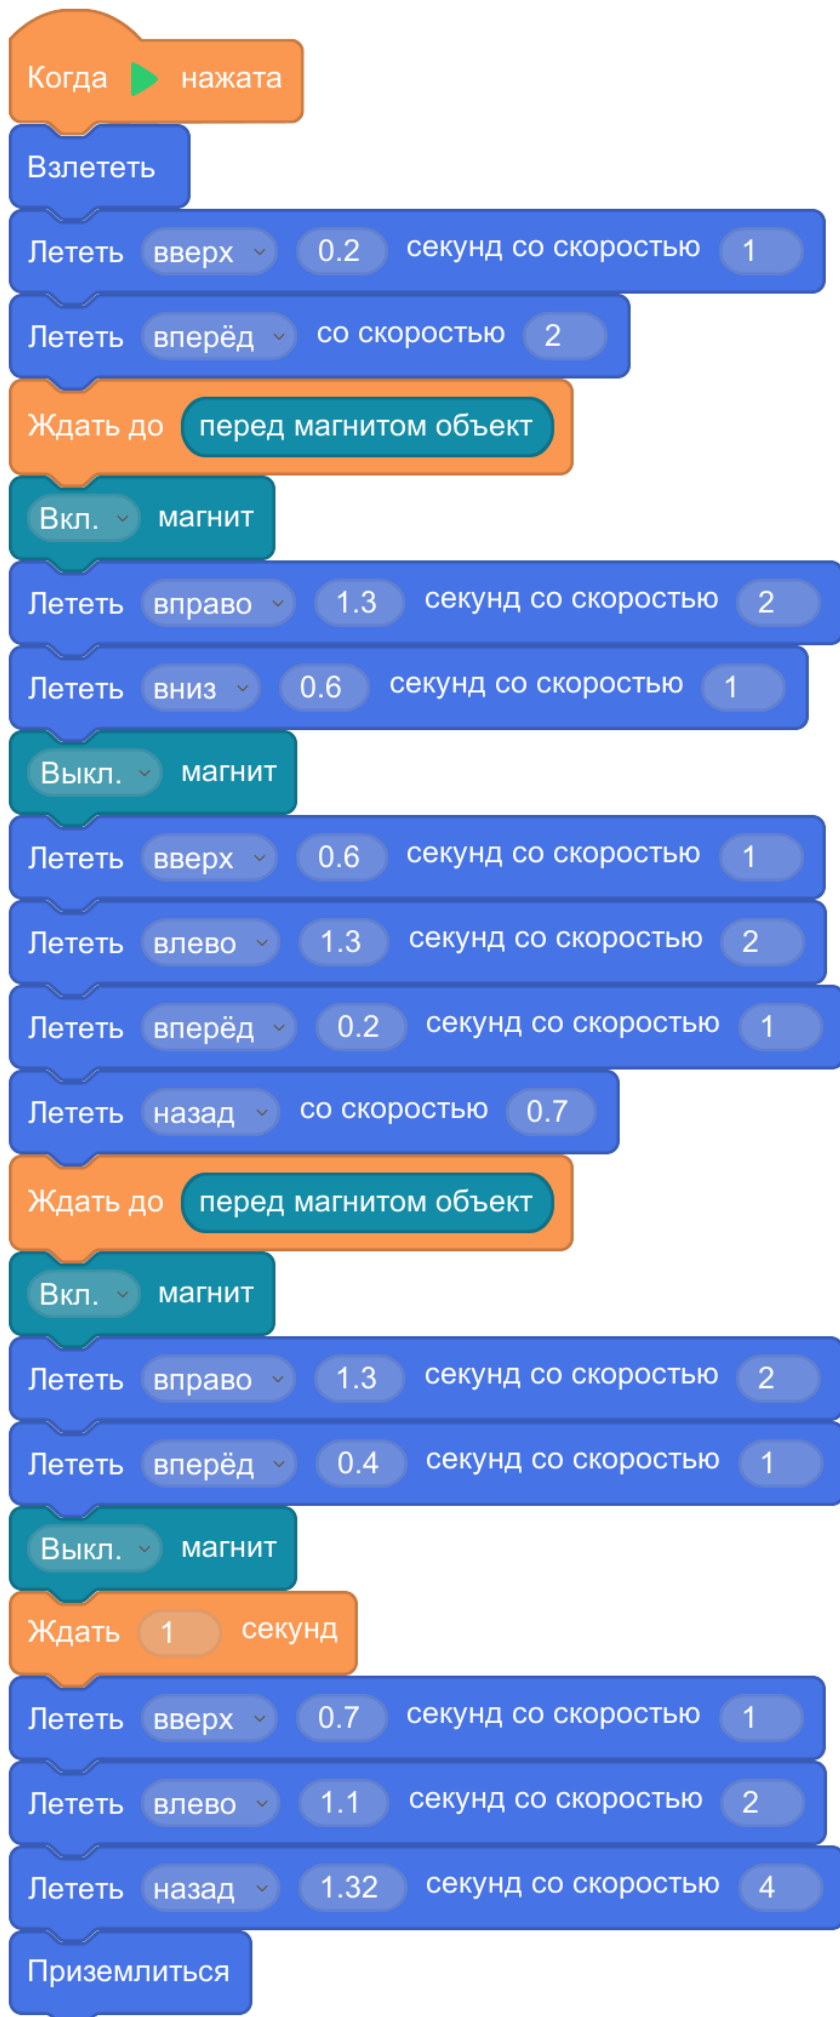 Когда нажата
Взлететь
Лететь вверх 0.2 секунд со скоростью 1
Лететь вперёд со скоростью 2
Ждать до перед магнитом объект
Вкл. магнит
Лететь вправо 1.3 секунд со скоростью 2
Лететь вниз 0.6 секунд со скоростью 1
Выкл. магнит
Лететь вверх 0.6 секунд со скоростью 1
Лететь влево 1.3 секунд со скоростью 2
Лететь вперёд 0.2 секунд со скоростью 1
Лететь назад со скоростью 0.7
Ждать до перед магнитом объект
Вкл. магнит
Лететь вправо 1.3 секунд со скоростью 2
Лететь вперёд 0.4 секунд со скоростью 1
Выкл. магнит
Ждать 1 секунд
Лететь вверх 0.7 секунд со скоростью 1
Лететь влево 1.1 секунд со скоростью 2
Лететь назад 1.32 секунд со скоростью 4
Приземлиться